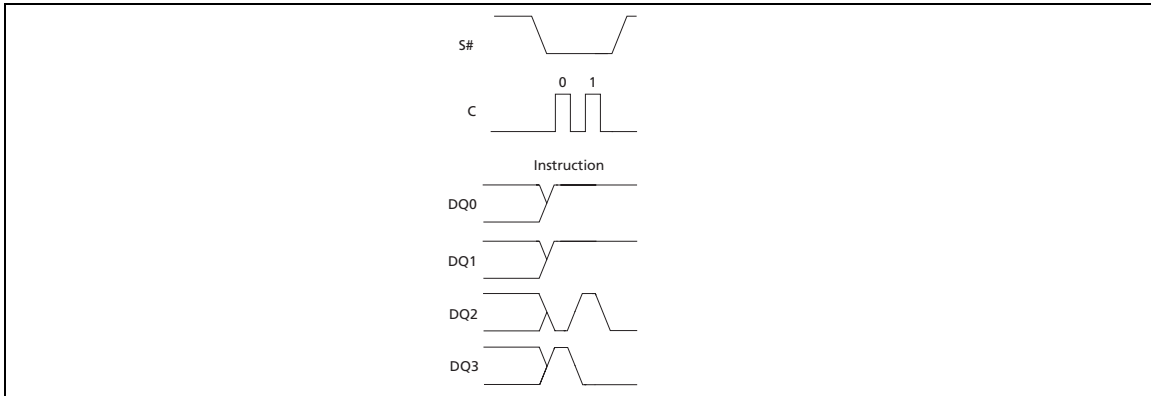 S#
0 1
C
Instruction
DQ0
DQ1
DQ2
DQ3